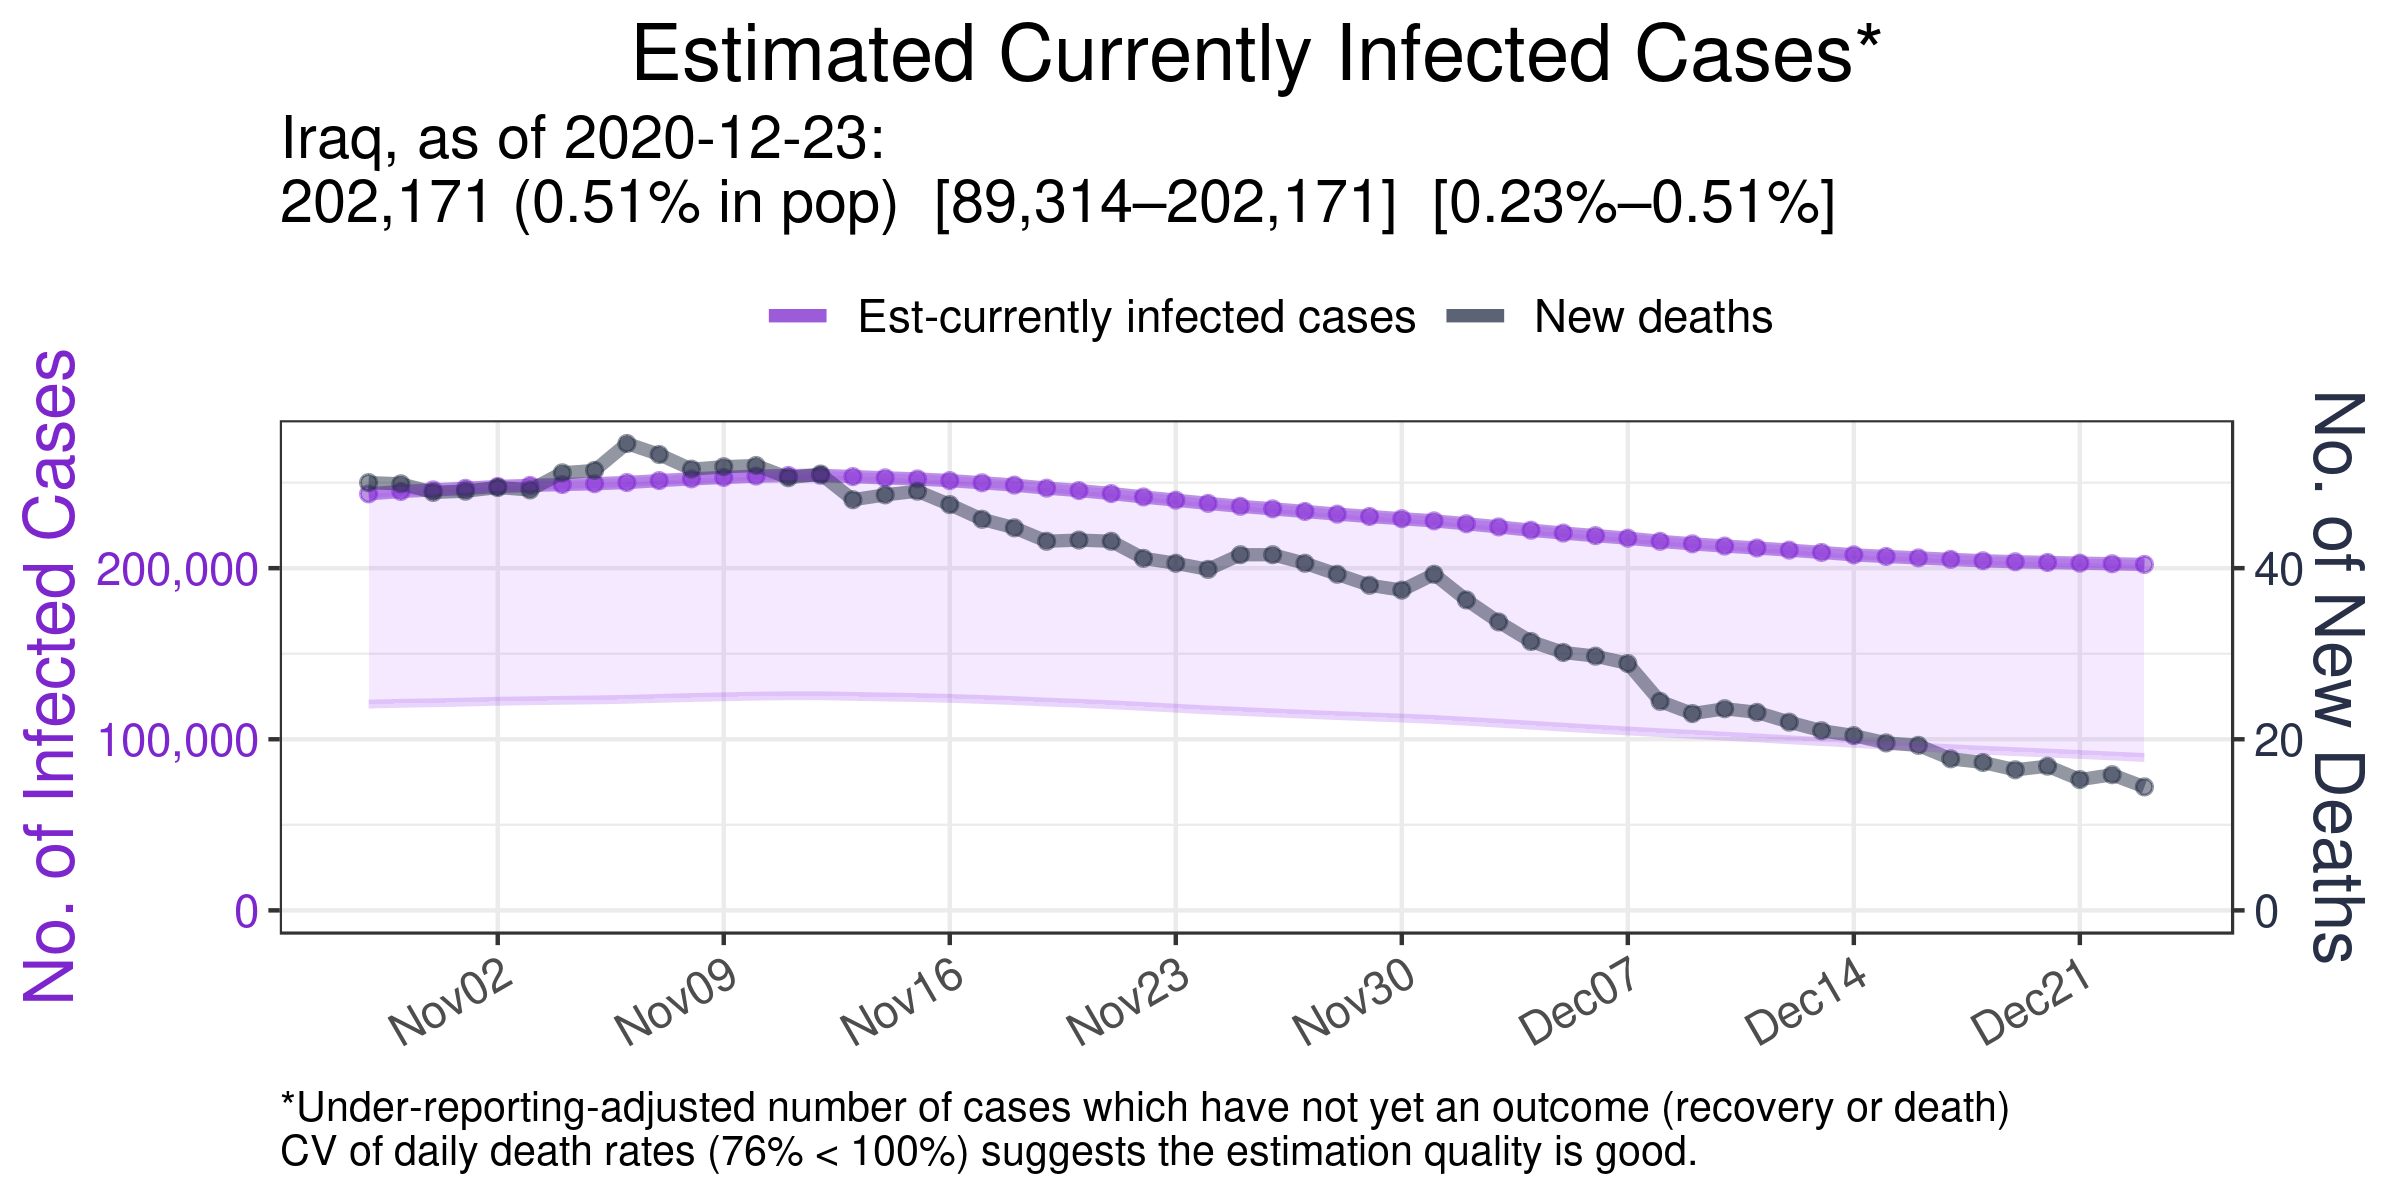 Estimated Currently Infected Cases*
Iraq, as of 2020-12-23:
202,171 (0.51% in pop)  [89,314–202,171]  [0.23%–0.51%]
Est-currently infected cases
New deaths
No. of Infected Cases
200,000
100,000
0
40
20
0
No. of New Deaths
Nov02
Nov09
Nov16
Nov23
Nov30
Dec07
Dec14
Dec21
*Under-reporting-adjusted number of cases which have not yet an outcome (recovery or death)
CV of daily death rates (76% < 100%) suggests the estimation quality is good.